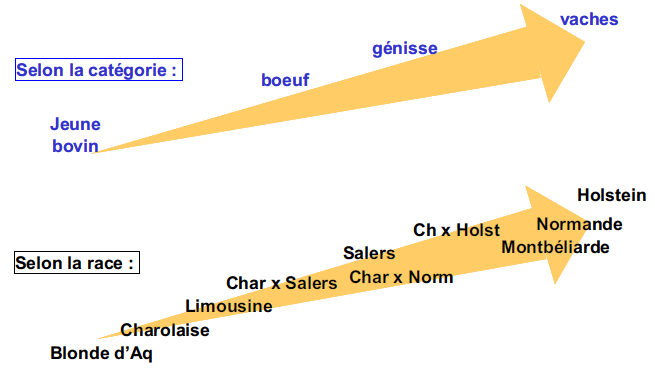 vaches
génisse
Selon la catégorie :
boeuf
Jeune
bovin
Holstein
Normande
Ch x Holst
Montbéliarde
Salers
Selon la race :
Char x Norm
Char x Salers
Limousine
Charolaise
Blonde d’Aq